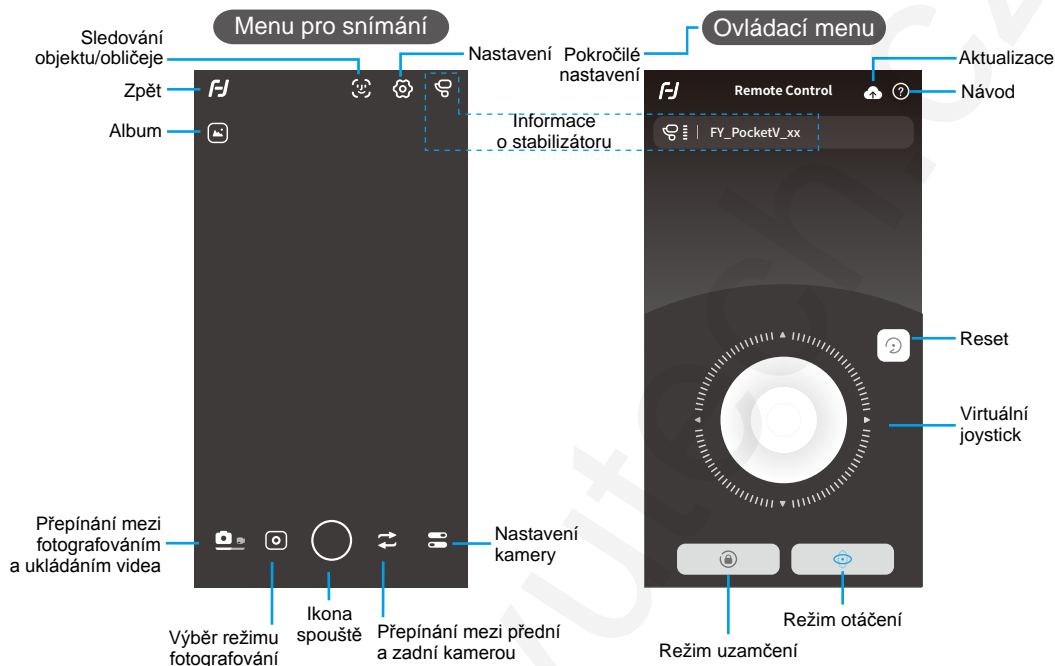 Menu pro snímání
Ovládací menu
Sledování
objektu/obličeje
Nastavení
Pokročilé
nastavení
Aktualizace
Zpět
Remote Control
Návod
Album
Informace
o stabilizátoru
FY_PocketV_xx
Reset
Virtuální
joystick
Přepínání mezi
fotografováním
a ukládáním videa
Nastavení
kamery
Výběr režimu
fotografování
Ikona
spouště
Přepínání mezi přední
a zadní kamerou
Režim otáčení
Režim uzamčení